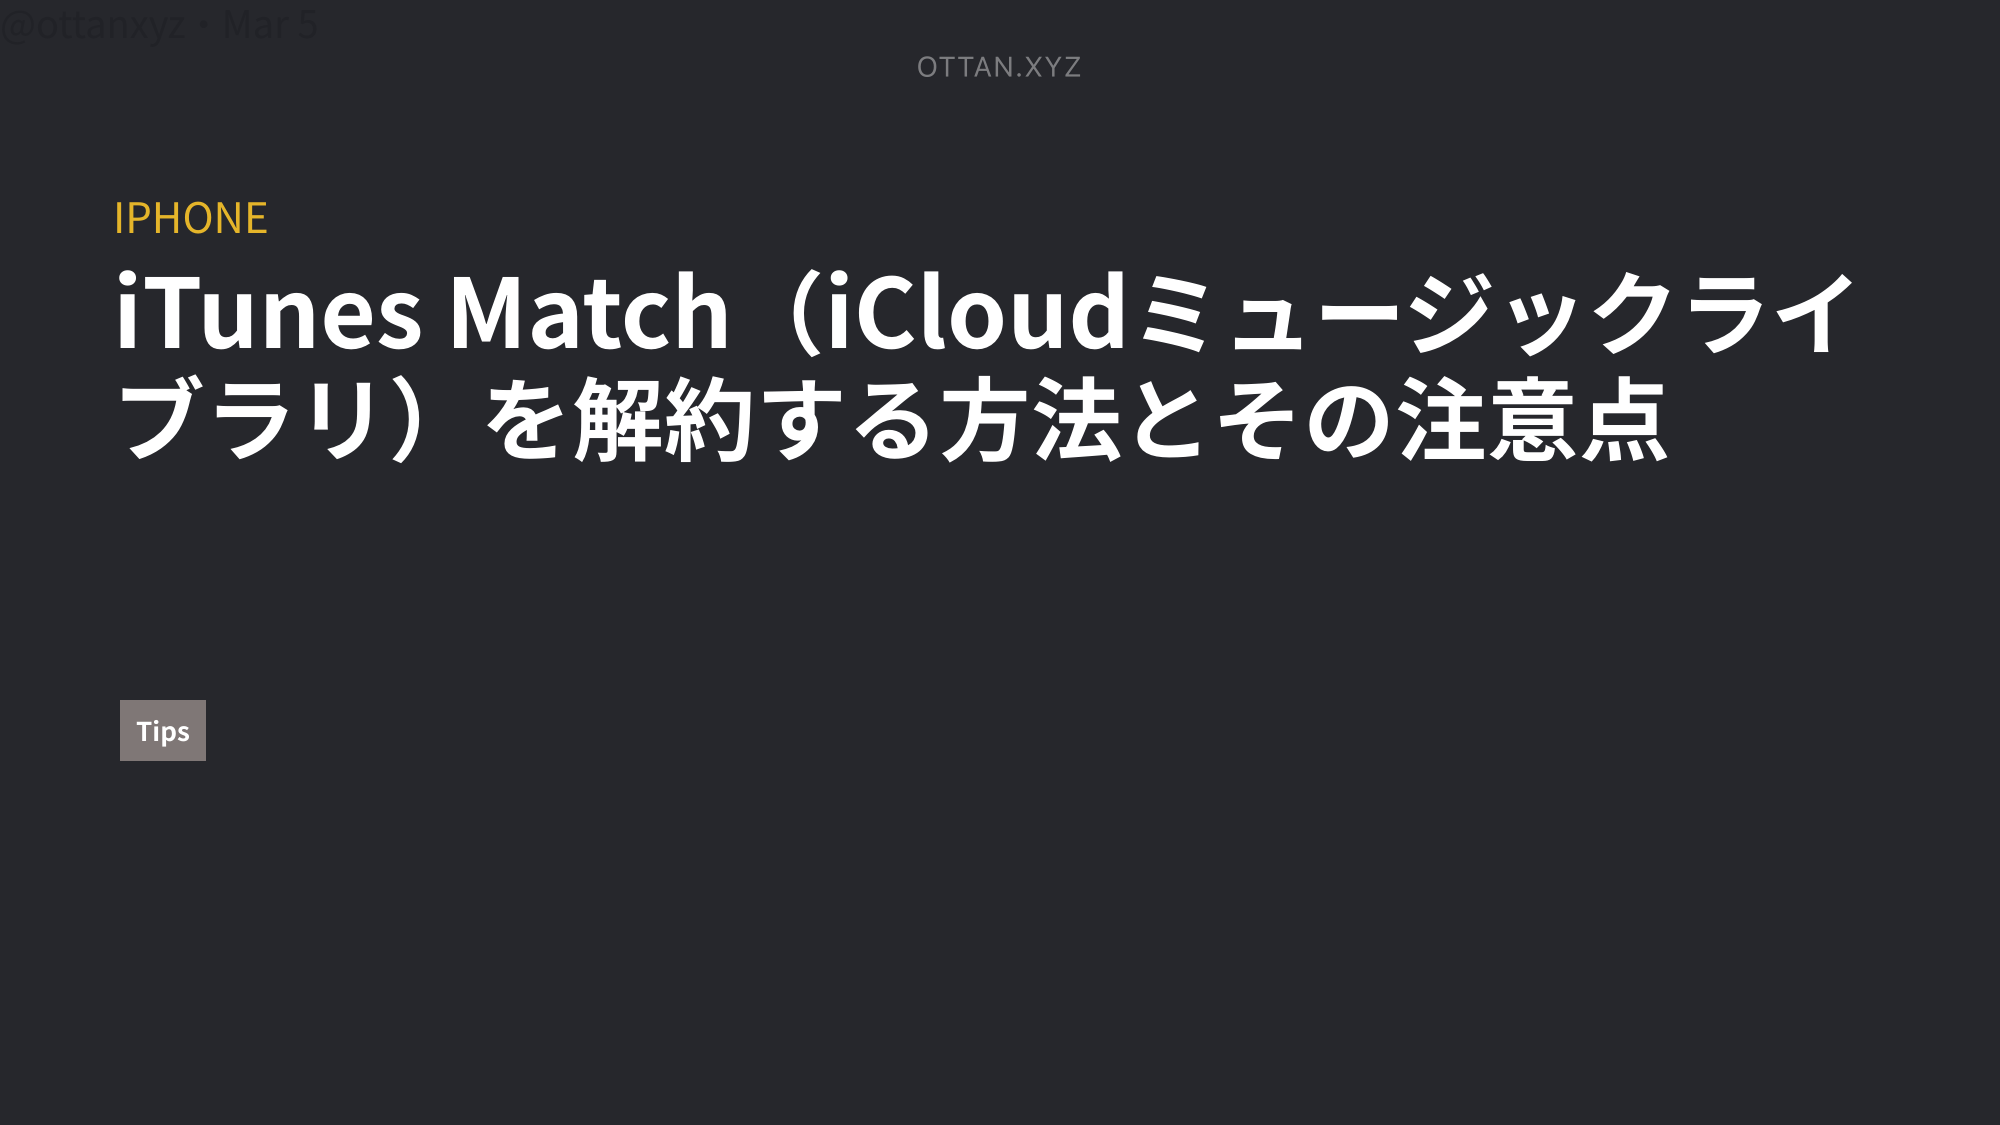 @ottanxyz・Mar 5
OTTAN.XYZ
IPHONE
iTunes Match（iCloudミュージックライ
ブラリ）を解約する方法とその注意点
Tips